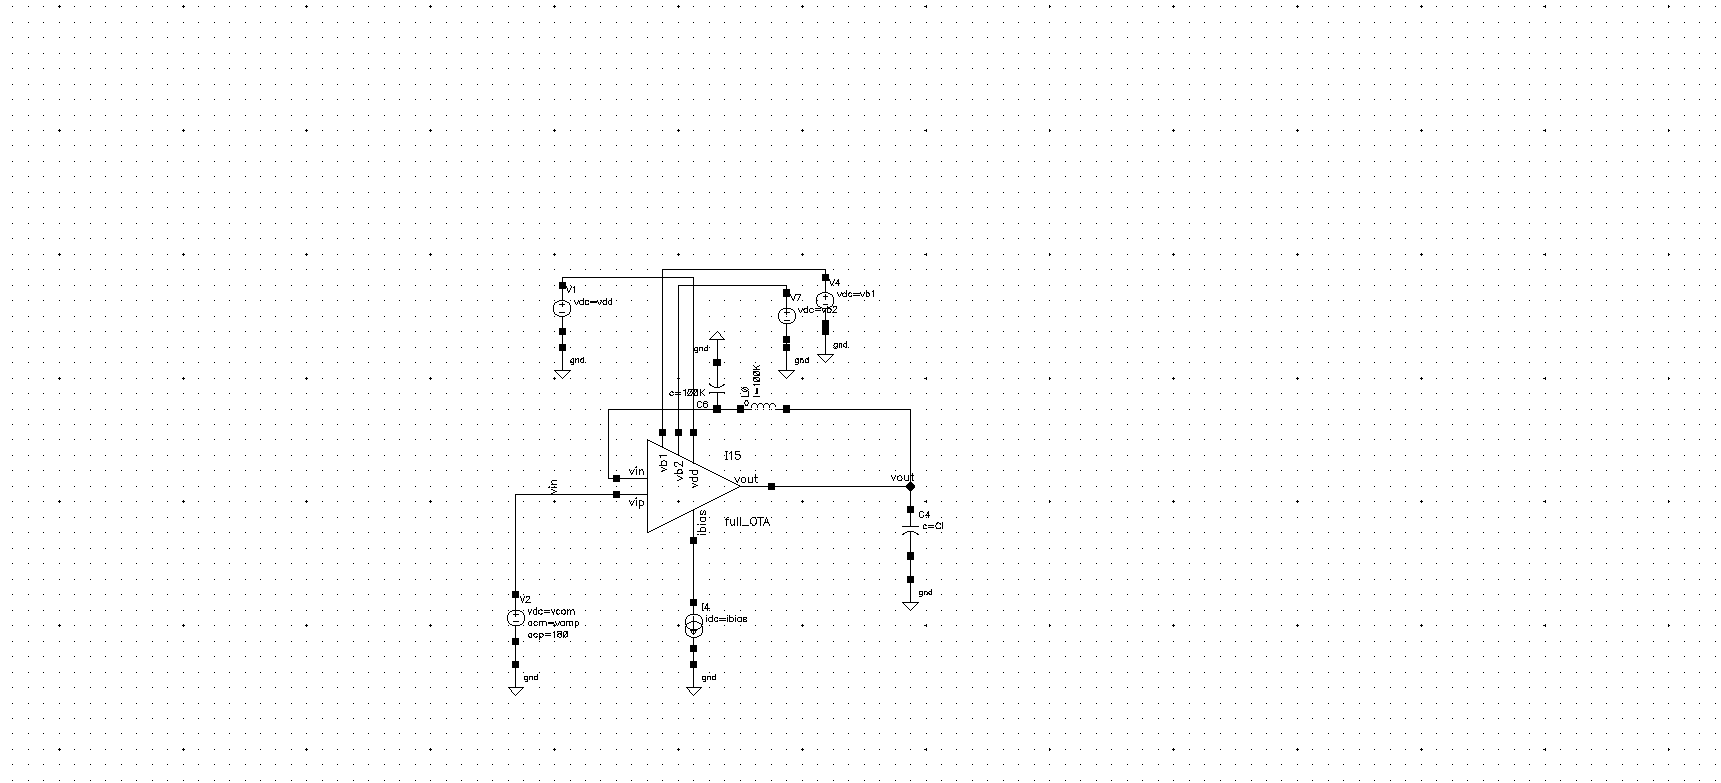 V1
vdc=vdd
gnd
V4
vdc=vb1
gnd
V7
vdc=vb2
gnd
gnd
c=100K
C6
L0
l=100K
I15
vb1
vb2
vdd
vin
vip
vout
vout
vin
ibias
full_OTA
C4
c=Cl
gnd
V2
vdc=vcom
acm=vamp
acp=180
gnd
I4
idc=ibias
gnd